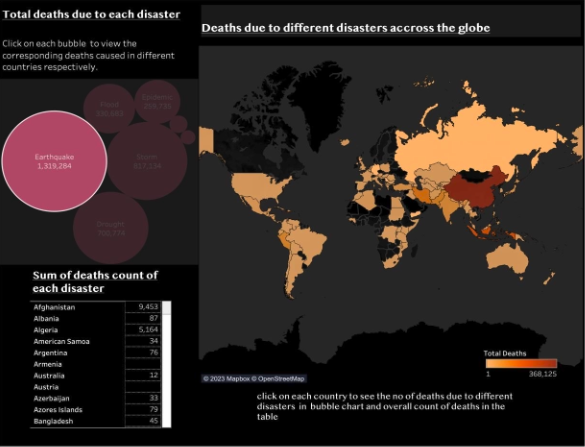 Total deaths due to each disaster
Click on each bubble to view the
corresponding deaths caused in different
countries respectively.
Flood
Epidemic
Earthquake
1,319,284
Storm
Drought
Sum of deaths count of
each disaster
Afghanistan 9,453
Albania 87
Algeria 5,164
American Samoa 34
Argentina 76
Armenia
Australia 12
Austria
Azerbaijan 33
Azores Islands 79
Bangladesh 45
Deaths due to different disasters accross the globe
Total Deaths
1 368,125
© 2023 Mapbox © OpenStreetMap
click on each country to see the no of deaths due to different
disasters in bubble chart and overall count of deaths in the
table